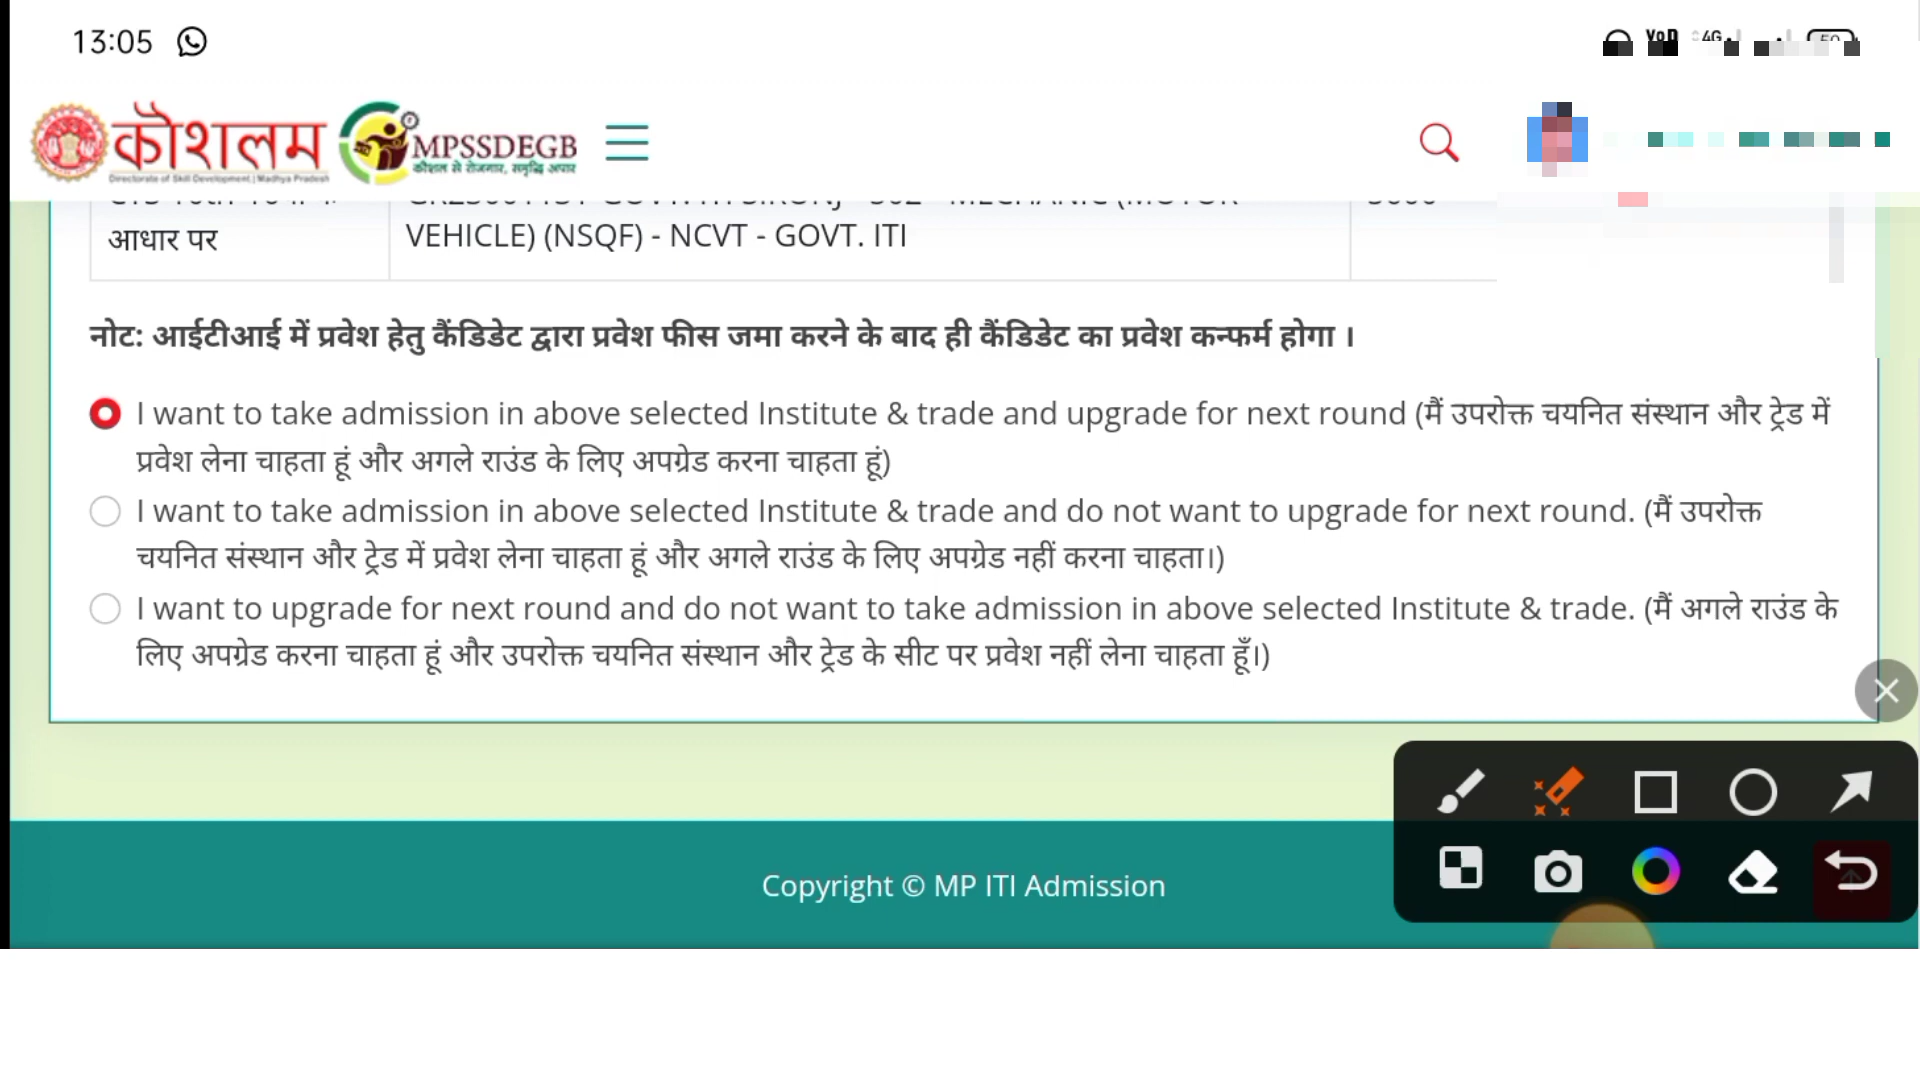 13:05
4G
कौशलम
Directorate of Skill Development | Madhya Pradesh
MPSSDEGB
कौशल से रोजगार, समृद्धि अपार
आधार पर
VEHICLE) (NSQF) - NCVT - GOVT. ITI
नोट: आईटीआई में प्रवेश हेतु कैंडिडेट द्वारा प्रवेश फीस जमा करने के बाद ही कैंडिडेट का प्रवेश कन्फर्म होगा ।
I want to take admission in above selected Institute & trade and upgrade for next round (मैं उपरोक्त चयनित संस्थान और ट्रेड में
प्रवेश लेना चाहता हूं और अगले राउंड के लिए अपग्रेड करना चाहता हूं)
I want to take admission in above selected Institute & trade and do not want to upgrade for next round. (मैं उपरोक्त
चयनित संस्थान और ट्रेड में प्रवेश लेना चाहता हूं और अगले राउंड के लिए अपग्रेड नहीं करना चाहता।)
I want to upgrade for next round and do not want to take admission in above selected Institute & trade. (मैं अगले राउंड के
लिए अपग्रेड करना चाहता हूं और उपरोक्त चयनित संस्थान और ट्रेड के सीट पर प्रवेश नहीं लेना चाहता हूँ।)
Copyright © MP ITI Admission